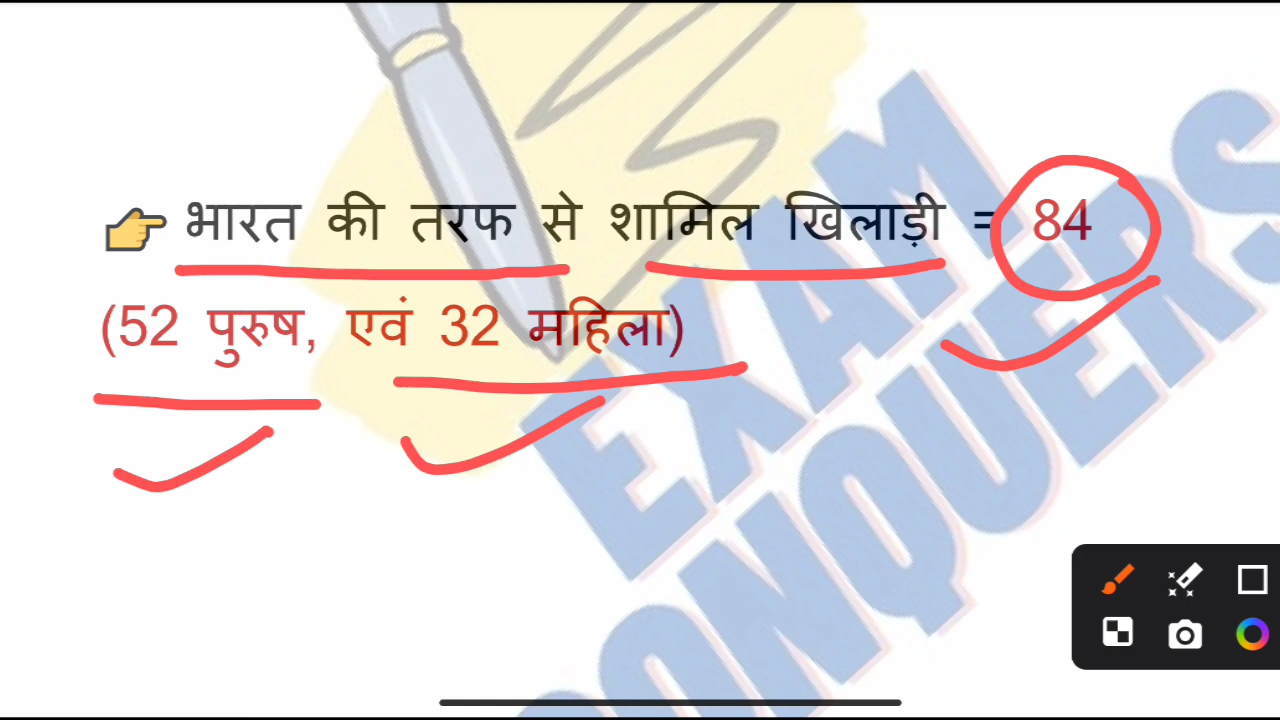 👉 भारत की तरफ से शामिल खिलाड़ी = 84
(52 पुरुष, एवं 32 महिला)
EXAM
CONQUERS